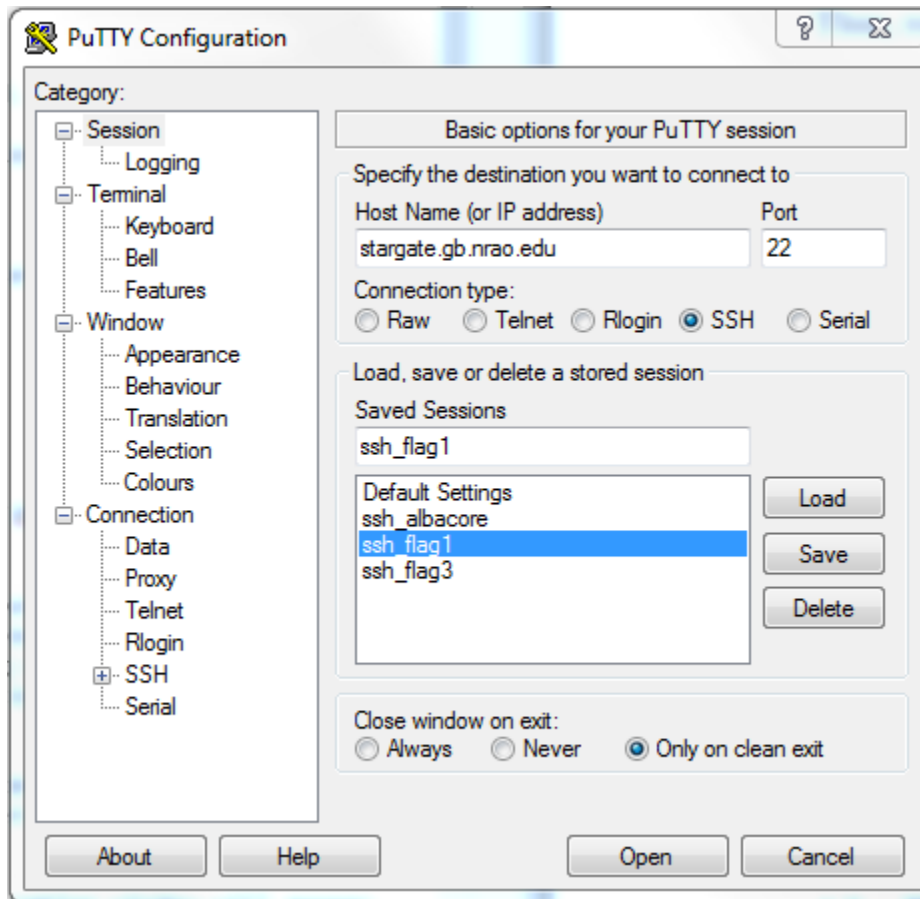 PuTTY Configuration
Category:
Session
Logging
Terminal
Keyboard
Bell
Features
Window
Appearance
Behaviour
Translation
Selection
Colours
Connection
Data
Proxy
Telnet
Rlogin
SSH
Serial
Basic options for your PuTTY session
Specify the destination you want to connect to
Host Name (or IP address) Port
stargate.gb.nrao.edu 22
Connection type:
Raw Telnet Rlogin SSH Serial
Load, save or delete a stored session
Saved Sessions
ssh_flag1
Default Settings
ssh_albacore
ssh_flag1
ssh_flag3
Load
Save
Delete
Close window on exit:
Always Never Only on clean exit
About Help Open Cancel